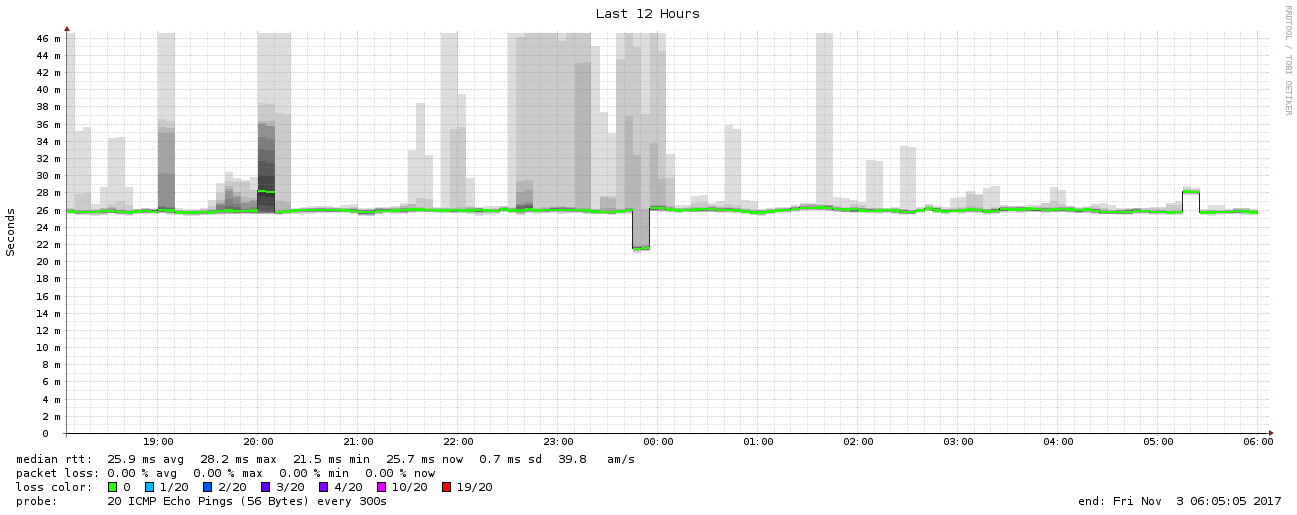 Last 12 Hours
RRDTOOL / TOBI OETIKER
Seconds
46 m
44 m
42 m
40 m
38 m
36 m
34 m
32 m
30 m
28 m
26 m
24 m
22 m
20 m
18 m
16 m
14 m
12 m
10 m
8 m
6 m
4 m
2 m
0
19:00 20:00 21:00 22:00 23:00 00:00 01:00 02:00 03:00 04:00 05:00 06:00
median rtt: 25.9 ms avg 28.2 ms max 21.5 ms min 25.7 ms now 0.7 ms sd 39.8 am/s
packet loss: 0.00 % avg 0.00 % max 0.00 % min 0.00 % now
loss color: 0 1/20 2/20 3/20 4/20 10/20 19/20
probe: 20 ICMP Echo Pings (56 Bytes) every 300s end: Fri Nov 3 06:05:05 2017